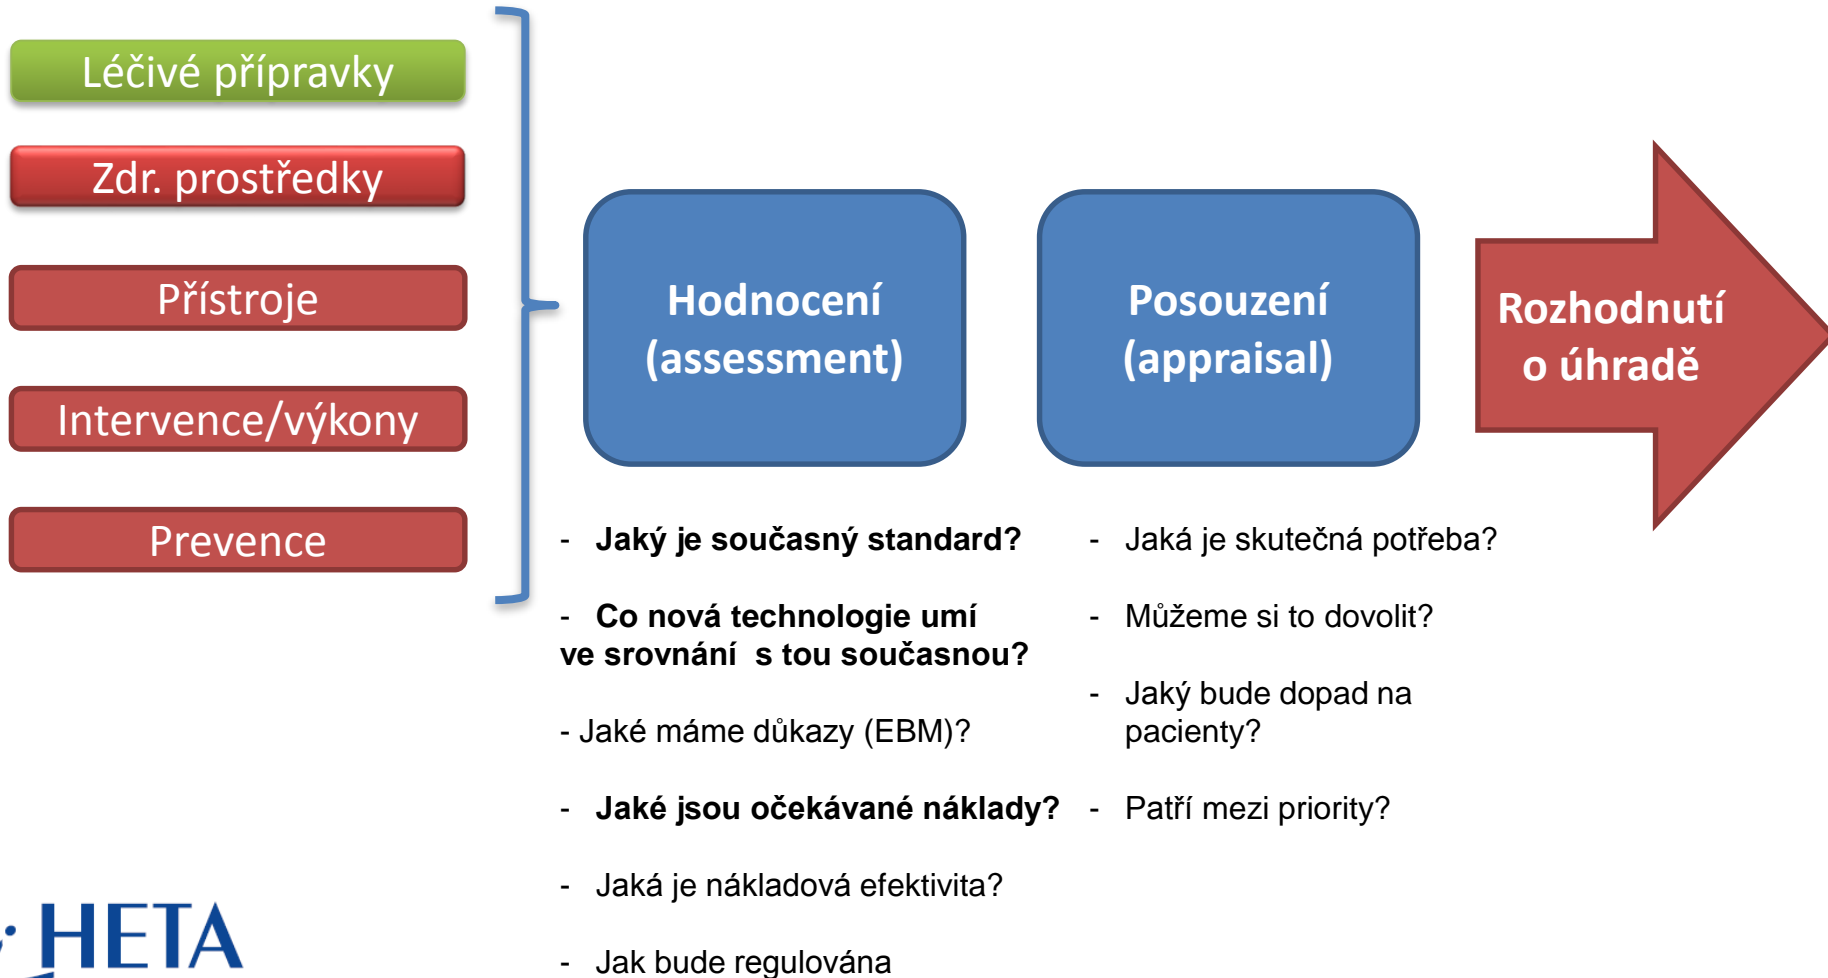 Léčivé přípravky
Zdr. prostředky
Přístroje
Intervence/výkony
Prevence
Hodnocení
(assessment)
Posouzení
(appraisal)
Rozhodnutí
o úhradě
- Jaký je současný standard?
- Co nová technologie umí
ve srovnání s tou současnou?
- Jaké máme důkazy (EBM)?
- Jaké jsou očekávané náklady?
- Jaká je nákladová efektivita?
- Jak bude regulována
- Jaká je skutečná potřeba?
- Můžeme si to dovolit?
- Jaký bude dopad na
pacienty?
- Patří mezi priority?
HETA